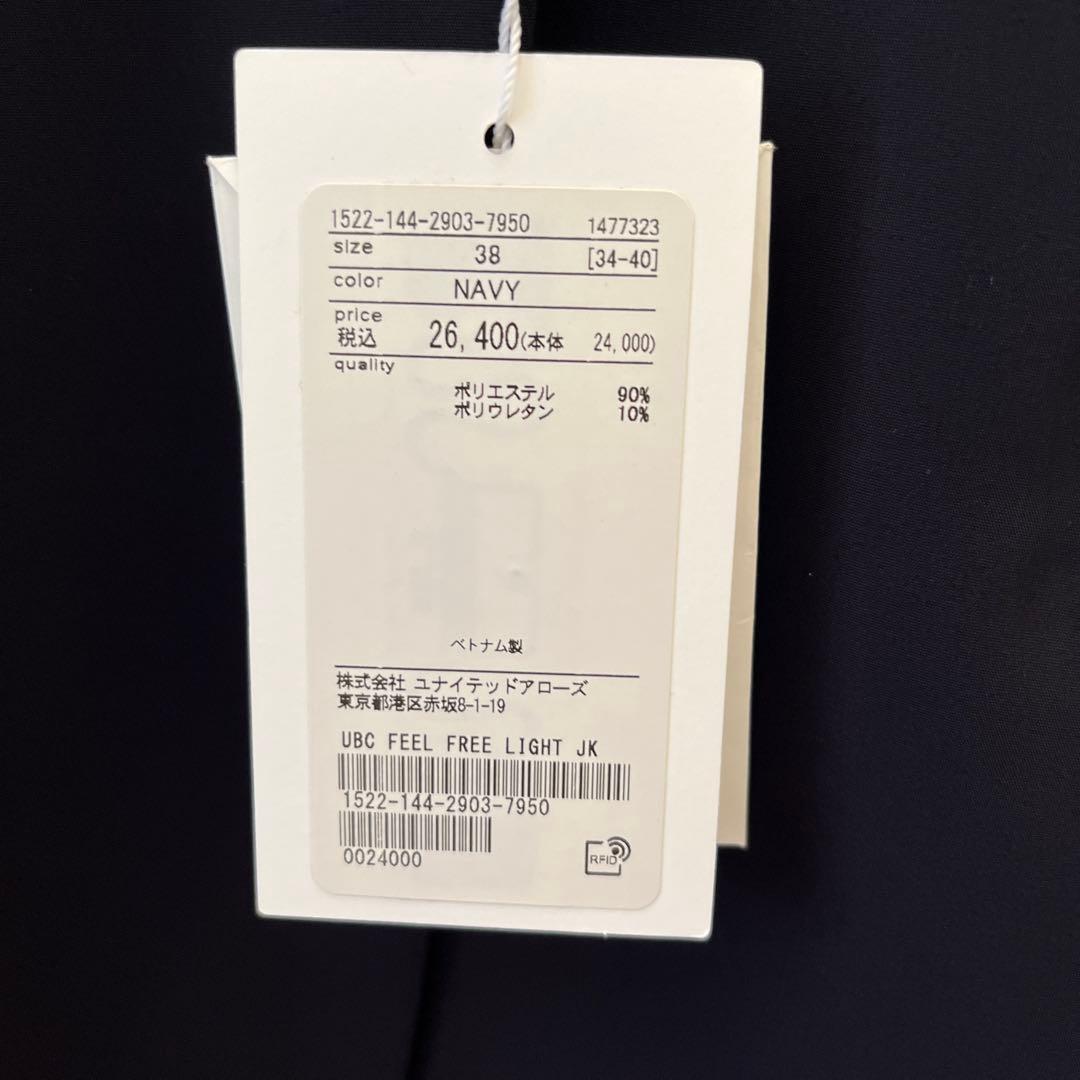 1522-144-2903-7950 1477323
size 38 [34-40]
color NAVY
price
税込 26,400(本体 24,000)
quality
ポリエステル 90%
ポリウレタン 10%
ベトナム製
株式会社 ユナイテッドアローズ
東京都港区赤坂8-1-19
UBC FEEL FREE LIGHT JK
1522-144-2903-7950
0024000
RFID